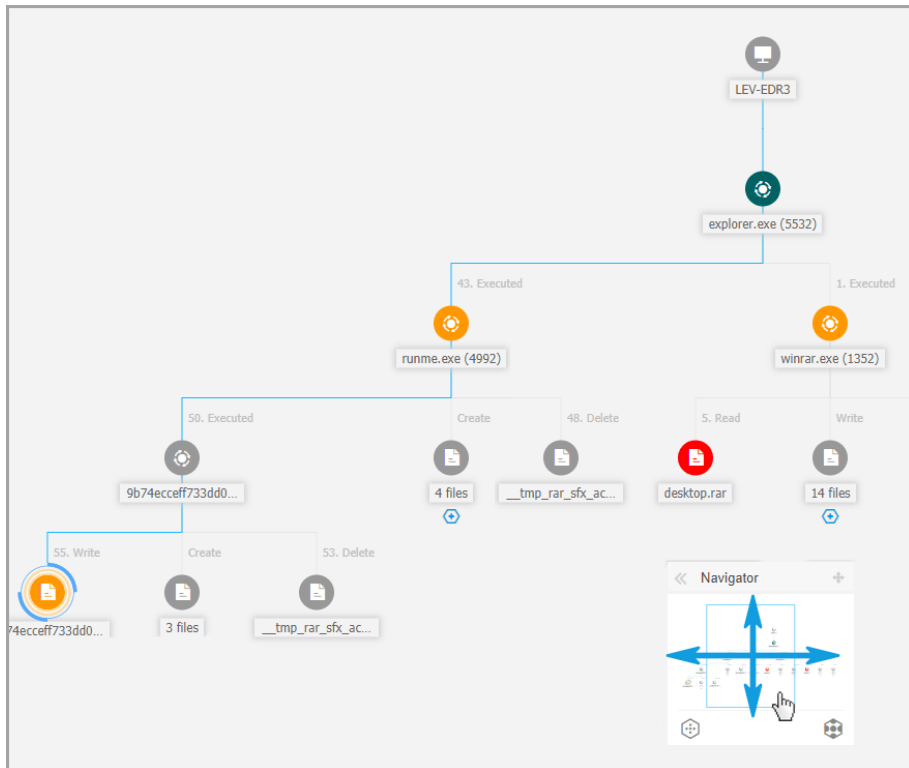 LEV-EDR3
explorer.exe (5532)
43. Executed
1. Executed
runme.exe (4992)
winrar.exe (1352)
50. Executed
Create
48. Delete
5. Read
Write
9b74ecceff733dd0...
4 files
__tmp_rar_sfx_ac...
desktop.rar
14 files
55. Write
Create
53. Delete
74ecceff733dd0...
3 files
__tmp_rar_sfx_ac...
Navigator